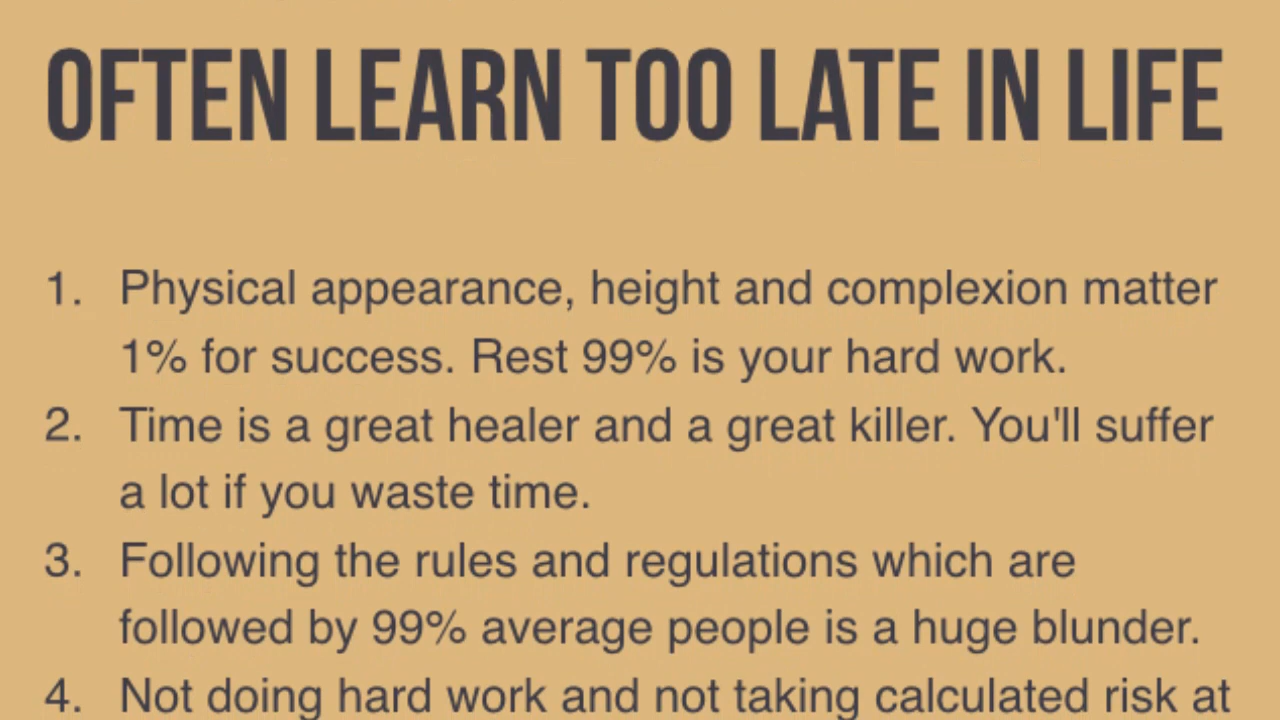 OFTEN LEARN TOO LATE IN LIFE
1. Physical appearance, height and complexion matter
1% for success. Rest 99% is your hard work.
2. Time is a great healer and a great killer. You'll suffer
a lot if you waste time.
3. Following the rules and regulations which are
followed by 99% average people is a huge blunder.
4. Not doing hard work and not taking calculated risk at